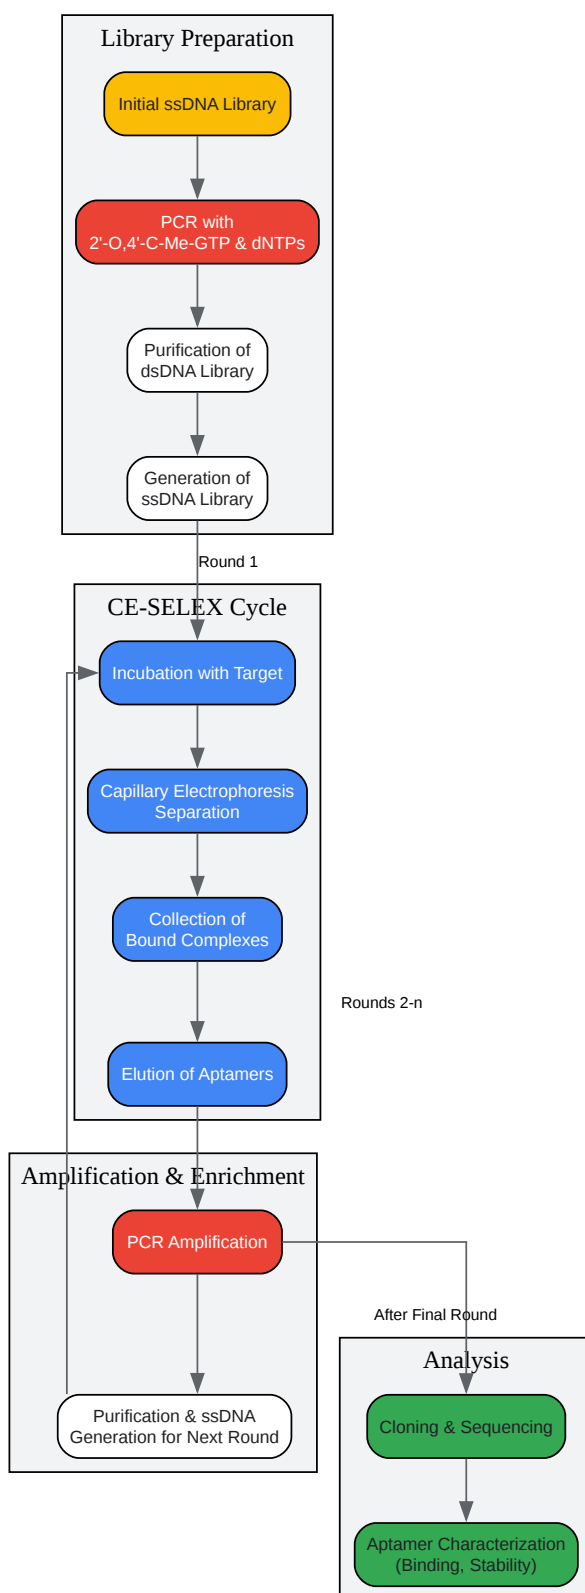 Library Preparation
Initial ssDNA Library
PCR with
2'-O,4'-C-Me-GTP & dNTPs
Purification of
dsDNA Library
Generation of
ssDNA Library
Round 1
CE-SELEX Cycle
Incubation with Target
Capillary Electrophoresis
Separation
Collection of
Bound Complexes
Rounds 2-n
Elution of Aptamers
Amplification & Enrichment
PCR Amplification
After Final Round
Analysis
Purification & ssDNA
Generation for Next Round
Cloning & Sequencing
Aptamer Characterization
(Binding, Stability)